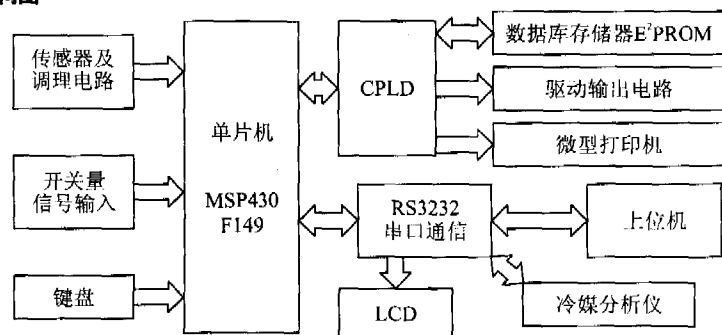 传感器及
调理电路
开关量
信号输入
键盘
单片机
MSP430
F149
CPLD
数据库存储器E²PROM
驱动输出电路
微型打印机
RS3232
串口通信
上位机
LCD
冷媒分析仪